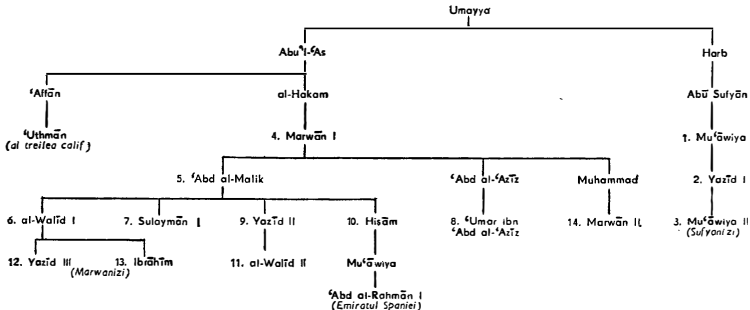 Umayya
Abu'l-ʿAs
Harb
ʿAffān
al-Hakam
Abū Sufyān
ʿUthmān
(al treilea calif)
4. Marwān I
1. Muʿāwiya
5. ʿAbd al-Malik
ʿAbd al-ʿAzīz
Muhammad
2. Yazīd I
6. al-Walīd I
7. Sulaymān I
9. Yazīd II
10. Hisām
8. ʿUmar ibn
ʿAbd al-ʿAzīz
14. Marwān II
3. Muʿāwiya II
(Sufyanizi)
12. Yazīd III
13. Ibrāhīm
(Marwanizi)
11. al-Walīd II
Muʿāwiya
ʿAbd al-Rahmān I
(Emiratul Spaniei)